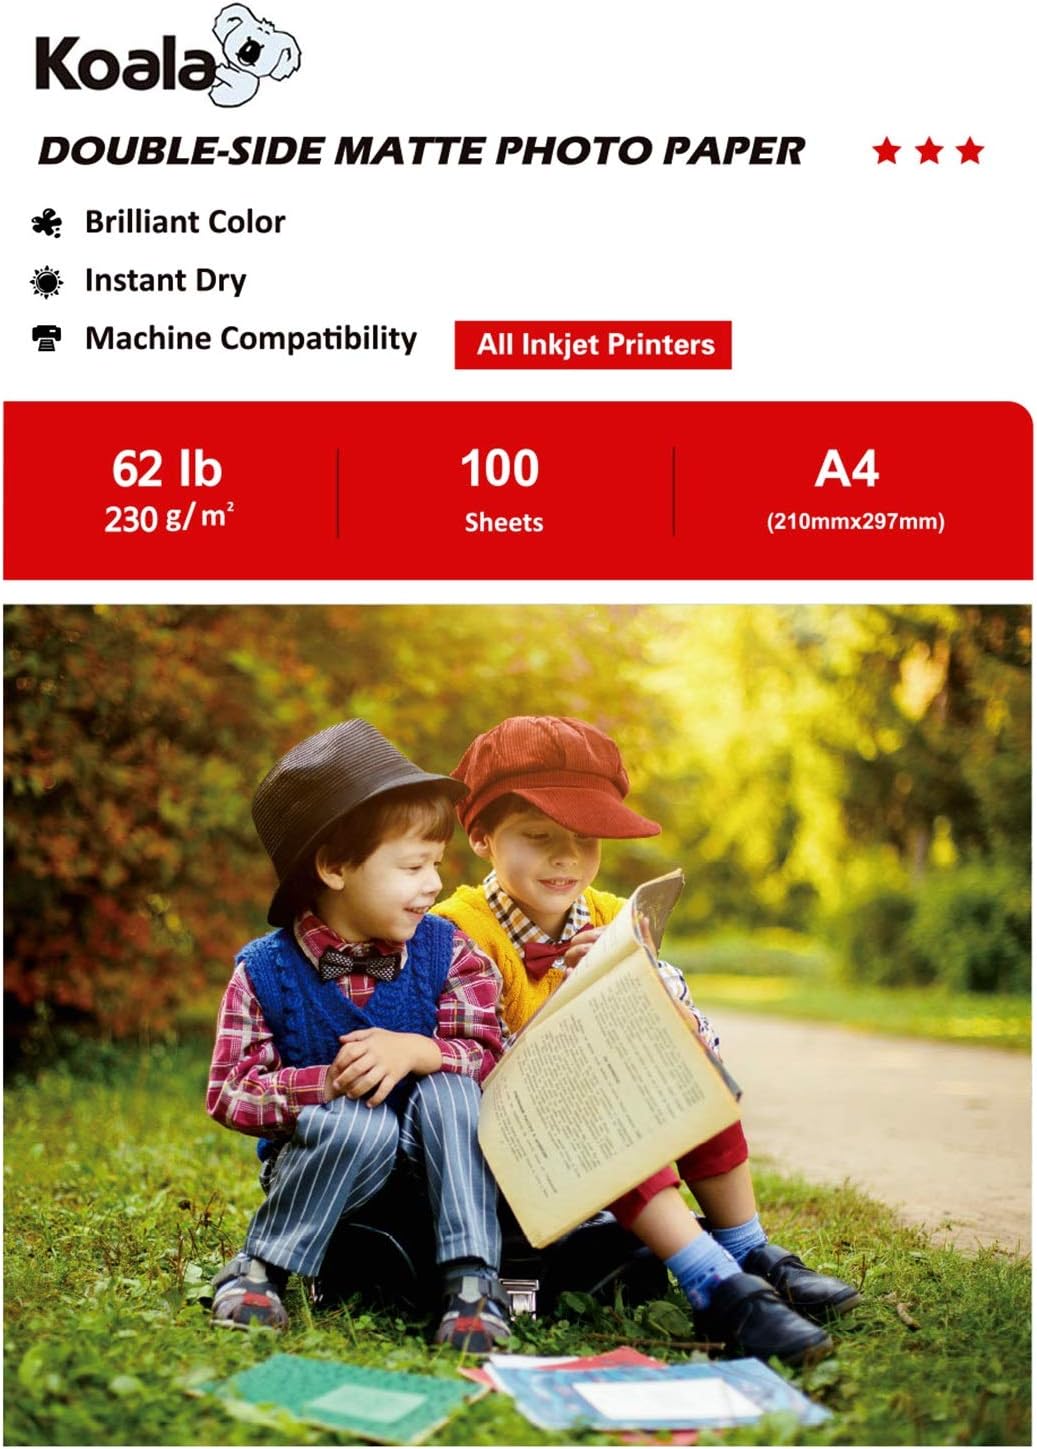 Koala
DOUBLE-SIDE MATTE PHOTO PAPER
Brilliant Color
Instant Dry
Machine Compatibility
All Inkjet Printers
62 lb
230 g/m²
100
Sheets
A4
(210mmx297mm)